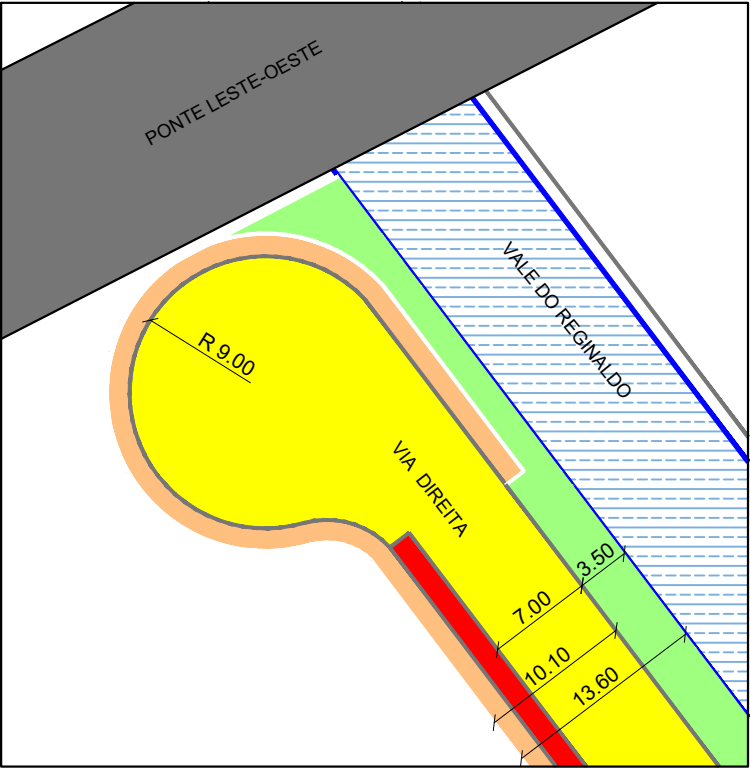 PONTE LESTE-OESTE
VALE DO REGINALDO
R 9.00
VIA DIREITA
3.50
7.00
10.10
13.60